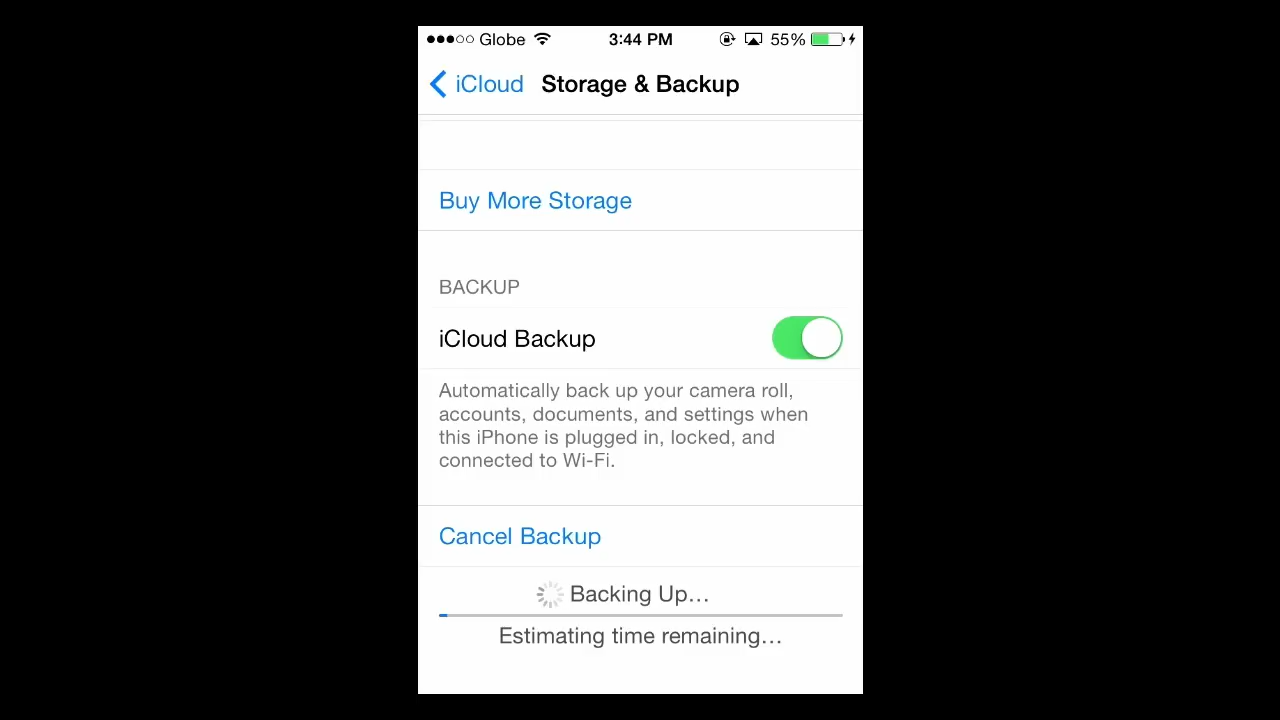 Globe 3:44 PM 55%
iCloud Storage & Backup
Buy More Storage
BACKUP
iCloud Backup
Automatically back up your camera roll,
accounts, documents, and settings when
this iPhone is plugged in, locked, and
connected to Wi-Fi.
Cancel Backup
Backing Up...
Estimating time remaining...